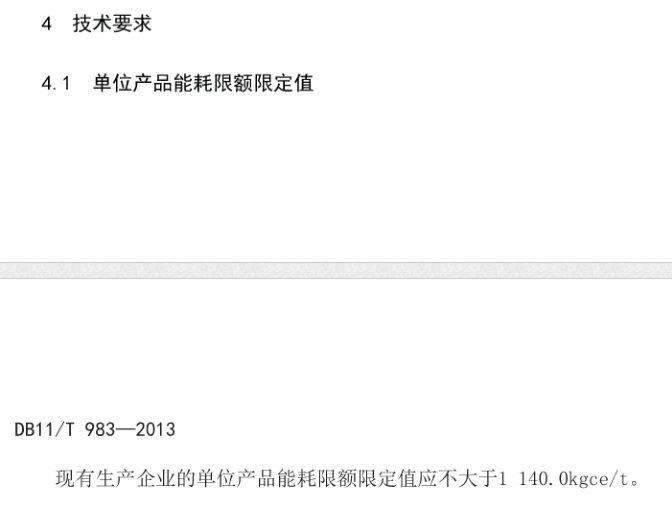 4 技术要求
4.1 单位产品能耗限额限定值
DB11/T 983—2013
现有生产企业的单位产品能耗限额限定值应不大于1 140.0kgce/t。